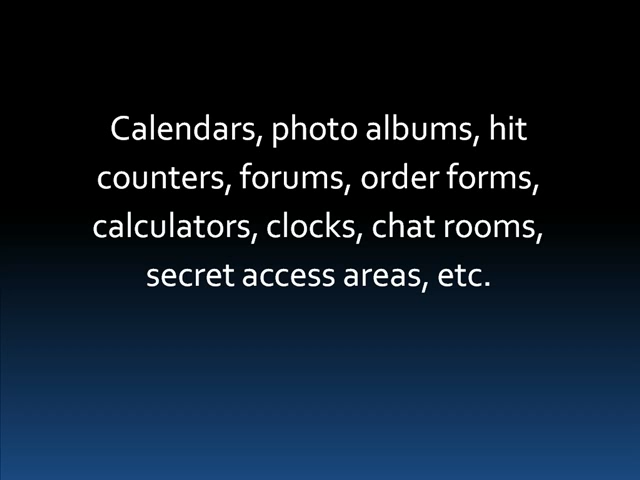 Calendars, photo albums, hit
counters, forums, order forms,
calculators, clocks, chat rooms,
secret access areas, etc.